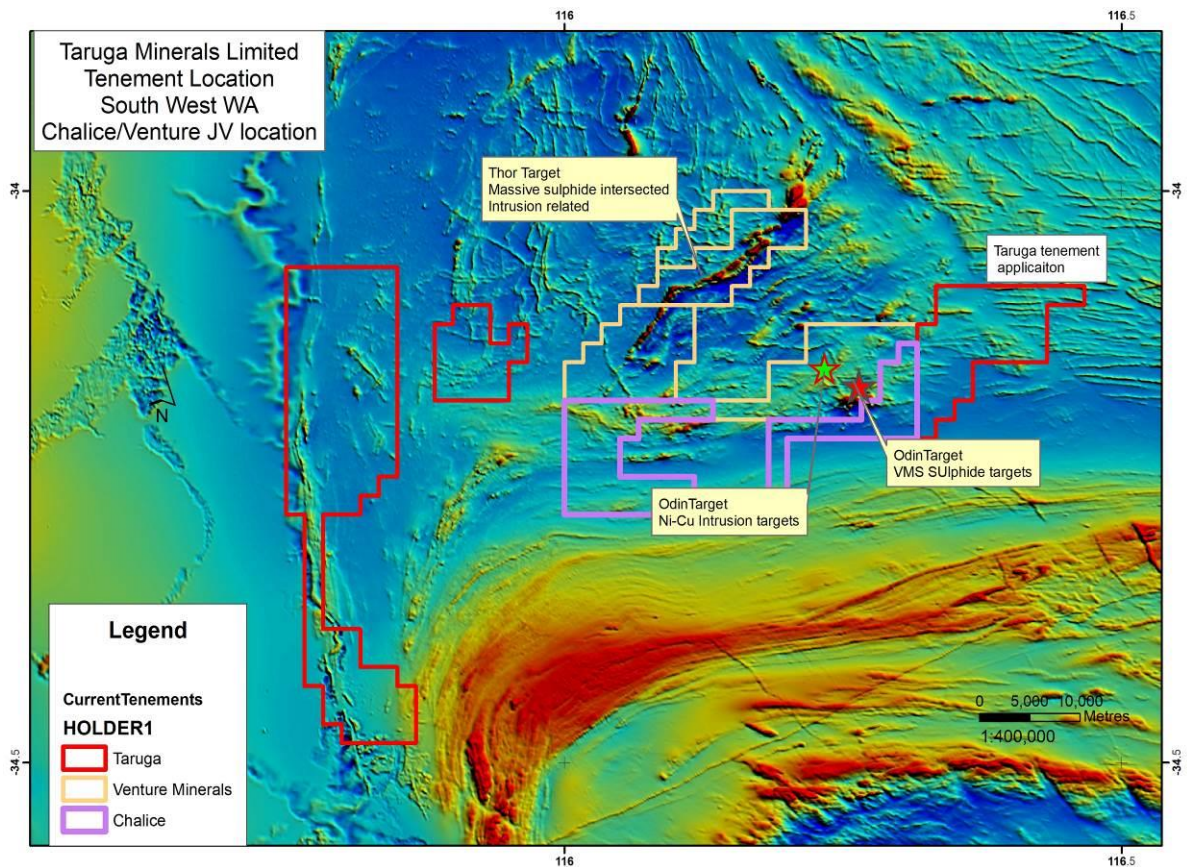 116
116.5
Taruga Minerals Limited
Tenement Location
South West WA
Chalice/Venture JV location
-34
-34
Thor Target
Massive sulphide intersected
Intrusion related
Taruga tenement
applicaiton
N
OdinTarget
VMS SUlphide targets
OdinTarget
Ni-Cu Intrusion targets
Legend
CurrentTenements
HOLDER1
Taruga
Venture Minerals
Chalice
0 5,000 10,000
Metres
1:400,000
-34.5
-34.5
116
116.5